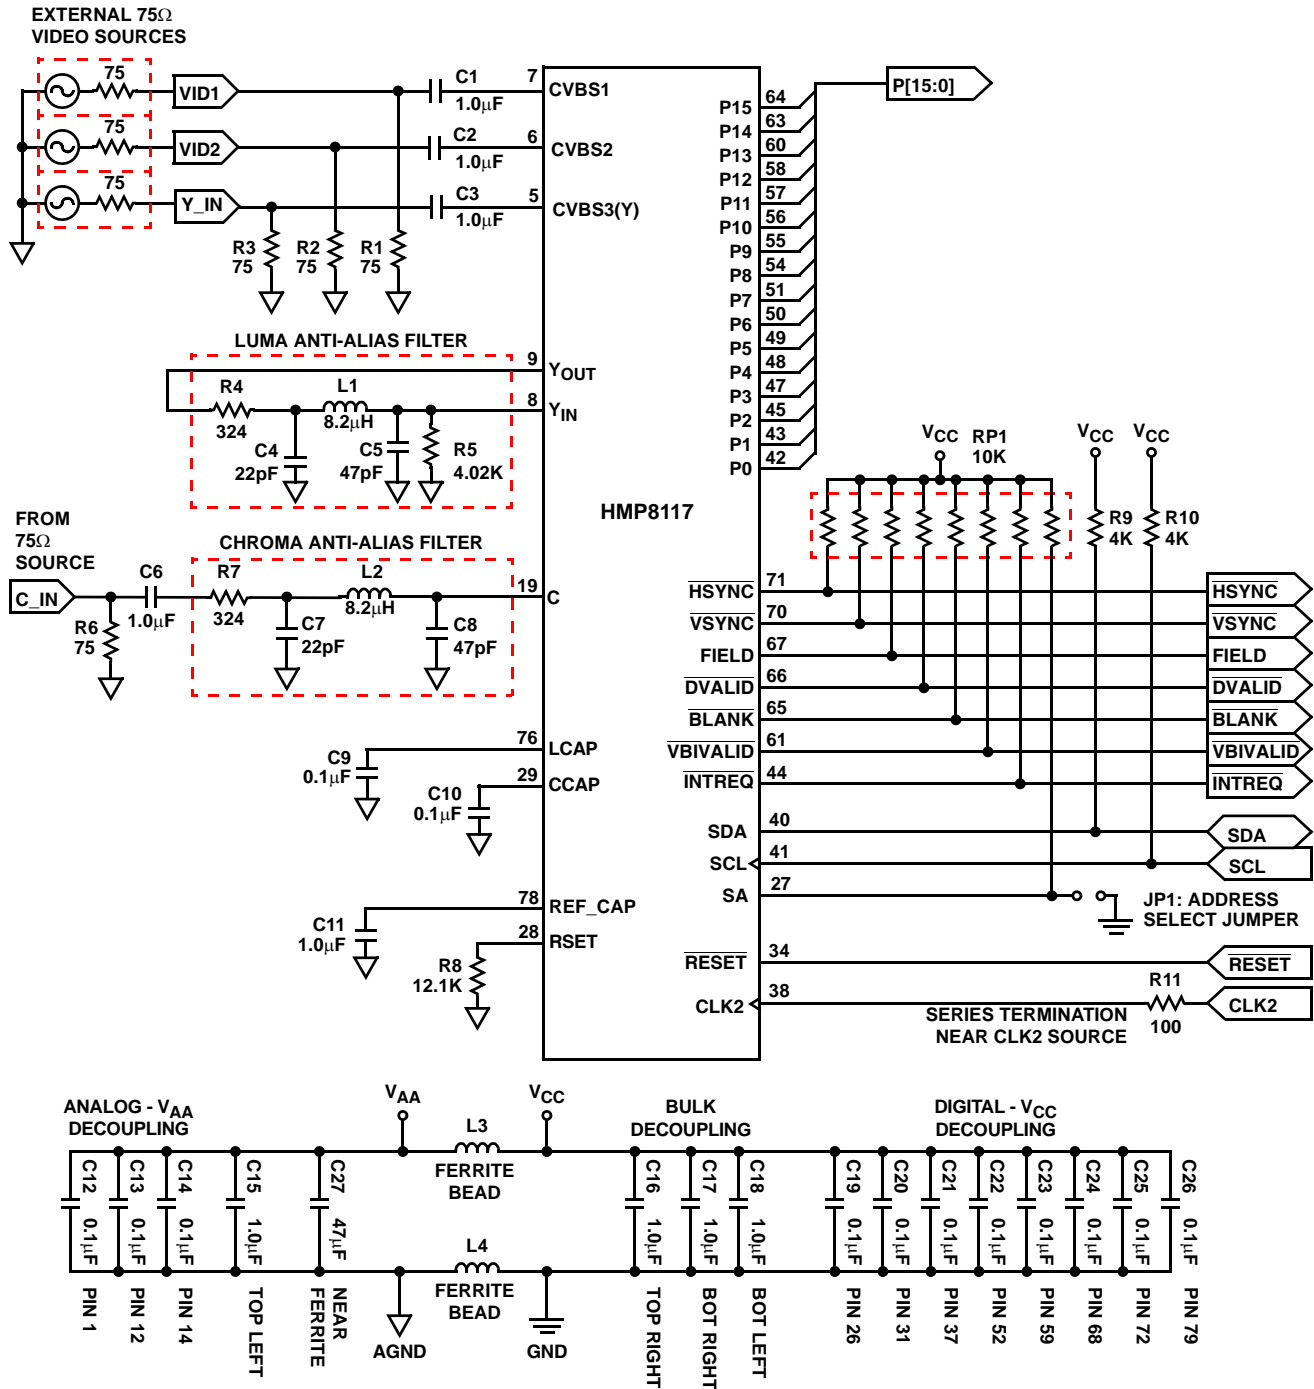 EXTERNAL 75Ω
VIDEO SOURCES
75
VID1
C1
1.0µF
7
CVBS1
75
VID2
C2
1.0µF
6
CVBS2
75
Y_IN
C3
1.0µF
5
CVBS3(Y)
R3
75
R2
75
R1
75
P[15:0]
P15 64
P14 63
P13 60
P12 58
P11 57
P10 56
P9 55
P8 54
P7 51
P6 50
P5 49
P4 48
P3 47
P2 45
P1 43
P0 42
LUMA ANTI-ALIAS FILTER
9
YOUT
R4
324
L1
8.2µH
8
YIN
C4
22pF
C5
47pF
R5
4.02K
HMP8117
VCC
RP1
10K
VCC
VCC
R9
4K
R10
4K
FROM
75Ω
SOURCE
C_IN
CHROMA ANTI-ALIAS FILTER
C6
1.0µF
R7
324
L2
8.2µH
19
C
R6
75
C7
22pF
C8
47pF
HSYNC 71 HSYNC
VSYNC 70 VSYNC
FIELD 67 FIELD
DVALID 66 DVALID
BLANK 65 BLANK
VBIVALID 61 VBIVALID
INTREQ 44 INTREQ
SDA 40 SDA
SCL 41 SCL
SA 27
JP1: ADDRESS
SELECT JUMPER
RESET 34 RESET
CLK2 38
R11
100
CLK2
SERIES TERMINATION
NEAR CLK2 SOURCE
C9
0.1µF
76
LCAP
C10
0.1µF
29
CCAP
C11
1.0µF
78
REF_CAP
R8
12.1K
28
RSET
ANALOG - VAA
DECOUPLING
VAA
L3
FERRITE
BEAD
VCC
BULK
DECOUPLING
DIGITAL - VCC
DECOUPLING
C12 0.1µF PIN 1
C13 0.1µF PIN 12
C14 0.1µF PIN 14
C15 1.0µF TOP LEFT
C27 47µF NEAR
FERRITE
L4
FERRITE
BEAD
AGND
GND
C16 1.0µF TOP RIGHT
C17 1.0µF BOT RIGHT
C18 1.0µF BOT LEFT
C19 0.1µF PIN 26
C20 0.1µF PIN 31
C21 0.1µF PIN 37
C22 0.1µF PIN 52
C23 0.1µF PIN 59
C24 0.1µF PIN 68
C25 0.1µF PIN 72
C26 0.1µF PIN 79